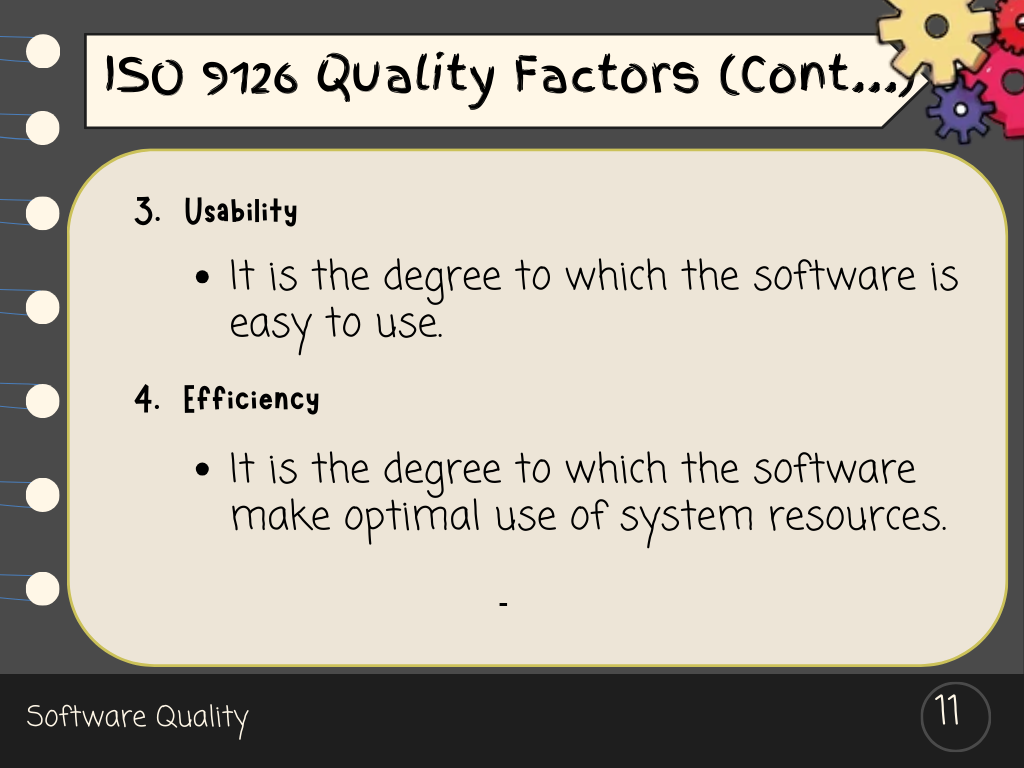 ISO 9126 Quality Factors (Cont...)
3. Usability
• It is the degree to which the software is
easy to use.
4. Efficiency
• It is the degree to which the software
make optimal use of system resources.
-
Software Quality
11